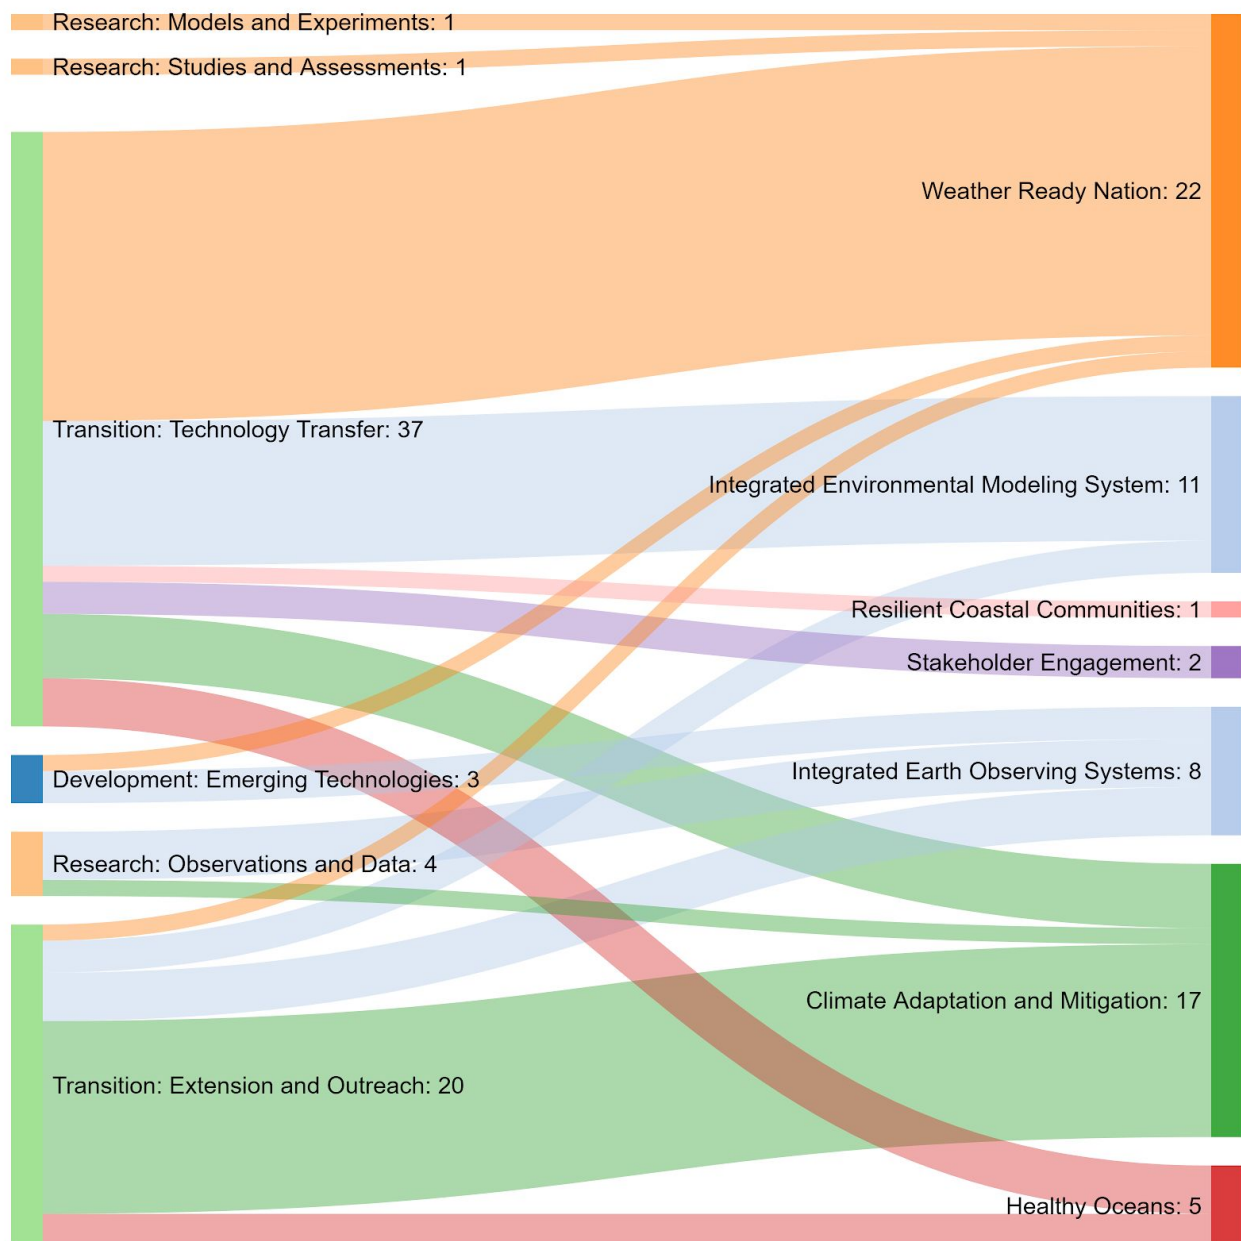 Research: Models and Experiments: 1
Research: Studies and Assessments: 1
Weather Ready Nation: 22
Transition: Technology Transfer: 37
Integrated Environmental Modeling System: 11
Resilient Coastal Communities: 1
Stakeholder Engagement: 2
Integrated Earth Observing Systems: 8
Development: Emerging Technologies: 3
Research: Observations and Data: 4
Climate Adaptation and Mitigation: 17
Transition: Extension and Outreach: 20
Healthy Oceans: 5